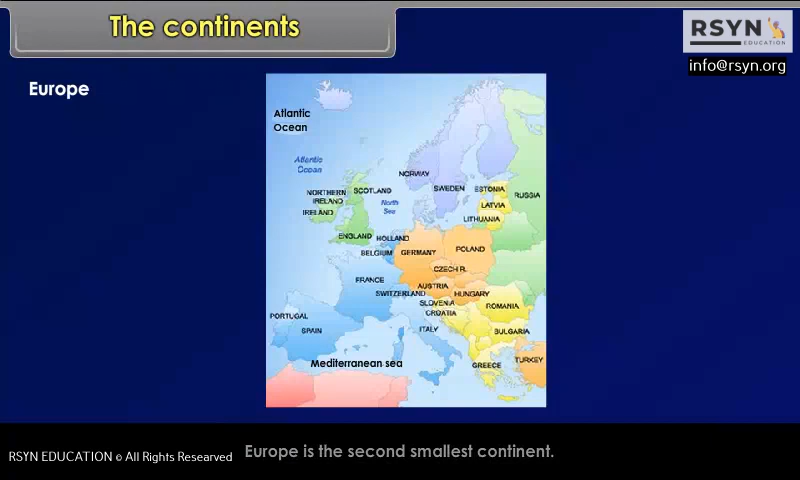 The continents
RSYN
EDUCATION
info@rsyn.org
Europe
Atlantic
Ocean
Atlantic
Ocean
NORWAY
SWEDEN
ESTONIA
RUSSIA
LATVIA
LITHUANIA
NORTHERN
IRELAND
SCOTLAND
IRELAND
North
Sea
ENGLAND
HOLLAND
BELGIUM
GERMANY
POLAND
CZECH R.
FRANCE
AUSTRIA
SWITZERLAND
HUNGARY
SLOVENIA
ROMANIA
CROATIA
PORTUGAL
SPAIN
ITALY
BULGARIA
Mediterranean sea
GREECE
TURKEY
Europe is the second smallest continent.
RSYN EDUCATION © All Rights Researved